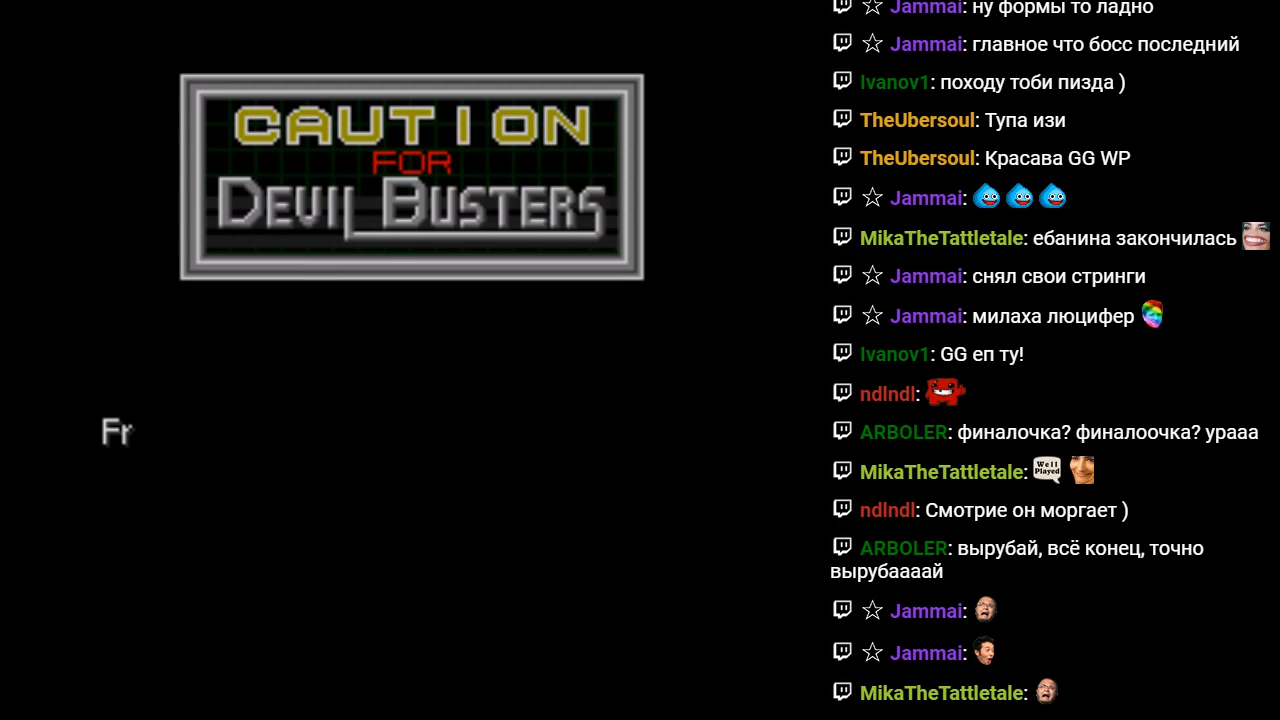 CAUTION
FOR
DEVIL BUSTERS
Fr
Jammai: ну формы то ладно
Jammai: главное что босс последний
Ivanov1: походу тоби пизда )
TheUbersoul: Тупа изи
TheUbersoul: Красава GG WP
Jammai:
MikaTheTattletale: ебанина закончилась
Jammai: снял свои стринги
Jammai: милаха люцифер
Ivanov1: GG еп ту!
ndlndl:
ARBOLER: финалочка? финалоочка? урааа
MikaTheTattletale: Well Played
ndlndl: Смотрие он моргает )
ARBOLER: вырубай, всё конец, точно
вырубаааай
Jammai:
Jammai:
MikaTheTattletale: